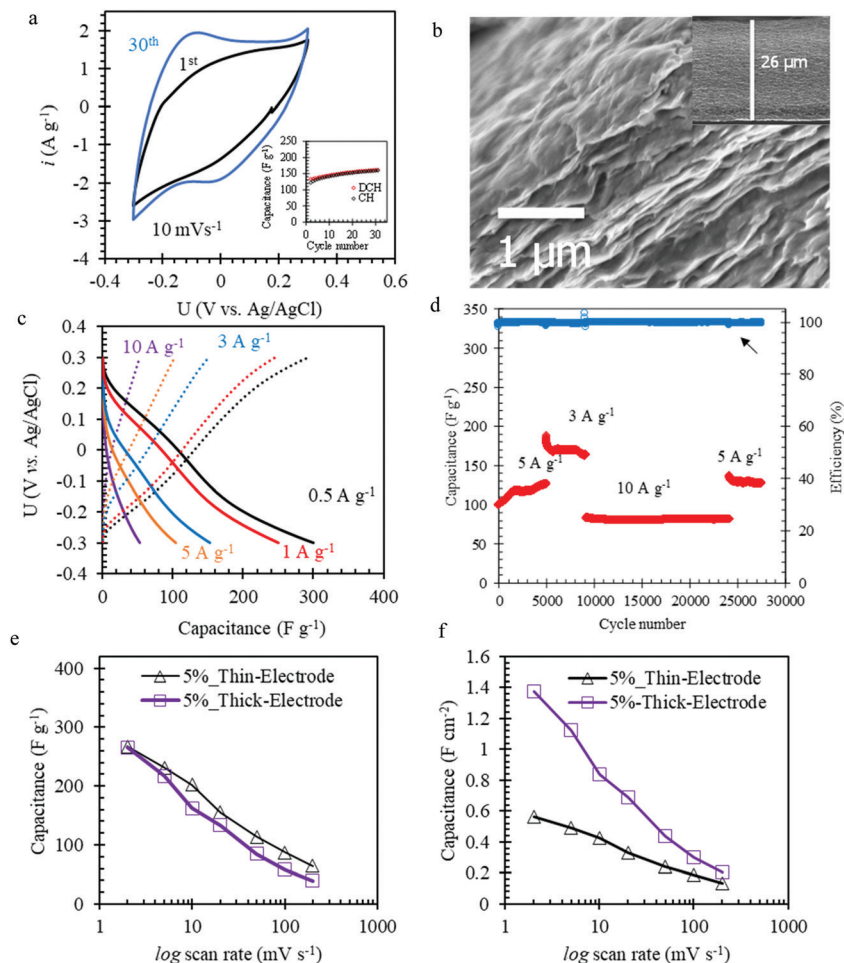 a
2
1
0
-1
-2
-3
-4
i (A g-1)
-0.4
-0.2
0
0.2
0.4
0.6
U (V vs. Ag/AgCl)
30th
1st
10 mVs-1
250
200
150
100
50
0
Capacitance (F g-1)
DCH
CH
0
10
20
30
Cycle number
b
26 µm
1 µm
c
0.4
0.3
0.2
0.1
0
-0.1
-0.2
-0.3
-0.4
U (V vs. Ag/AgCl)
0
100
200
300
400
Capacitance (F g-1)
10 A g-1
3 A g-1
0.5 A g-1
5 A g-1
1 A g-1
d
350
300
250
200
150
100
50
0
Capacitance (F g-1)
100
80
60
40
20
0
Efficiency (%)
0
5000
10000
15000
20000
25000
30000
Cycle number
3 A g-1
5 A g-1
10 A g-1
5 A g-1
e
400
300
200
100
0
Capacitance (F g-1)
1
10
100
1000
log scan rate (mV s-1)
5%_Thin-Electrode
5%_Thick-Electrode
f
1.6
1.4
1.2
1
0.8
0.6
0.4
0.2
0
Capacitance (F cm-2)
1
10
100
1000
log scan rate (mV s-1)
5%_Thin-Electrode
5%-Thick-Electrode